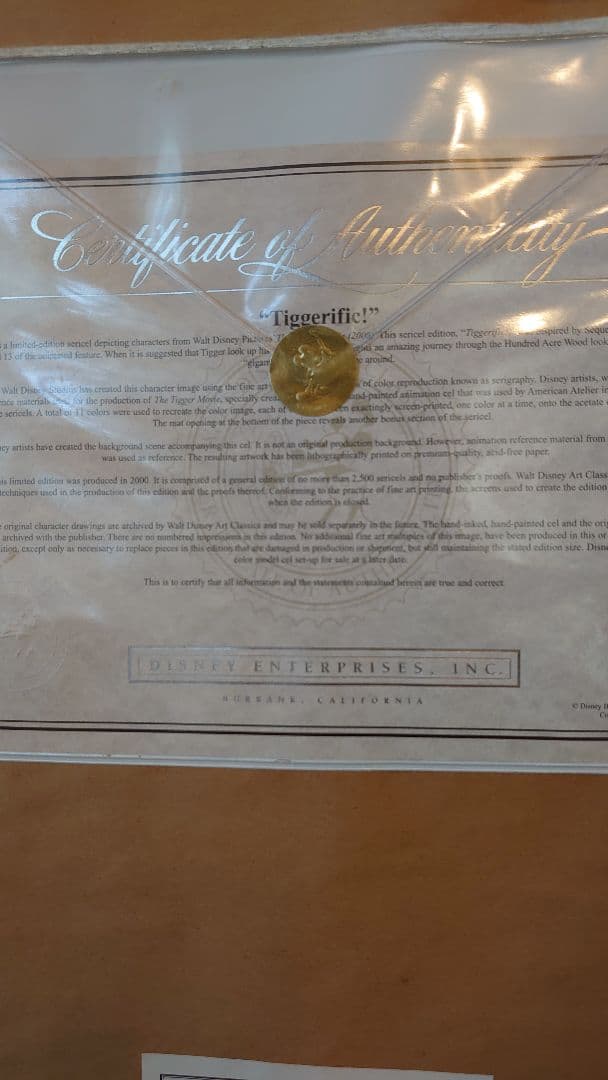 Certificate of Authenticity
"Tiggerific!"
a limited-edition sericel depicting characters from Walt Disney (2000). This sericel edition, inspired by
13 of the animated feature. When it is suggested that Tigger look up his an amazing journey through the Hundred Acre Wood look
around.
Walt Disney has created this character image using the fine art of color reproduction known as serigraphy. Disney artists, w
materials for the production of The Tigger Movie, specially and-painted animation cel that was used by American Atelier in
sericels. A total of 11 colors were used to recreate the color image, each of exactingly screen-printed, one color at a time, onto the acetate
The mat opening at the bottom of the piece reveals another bonus section of the sericel.
ey artists have created the background scene accompanying this cel. It is not an original production background. However, animation reference material from
was used as reference. The resulting artwork has been lithographically printed on premium-quality, acid-free paper.
is limited edition was produced in 2000. It is comprised of a general edition of no more than 2,500 sericels and no publisher's proofs. Walt Disney Art Class
techniques used in the production of this edition and the proofs thereof. Conforming to the practice of fine art printing, the screens used to create the edition
when the edition is closed.
original character drawings are archived by Walt Disney Art Classics and may be sold separately in the future. The hand-inked, hand-painted cel and the ori
archived with the publisher. There are no numbered impressions in this edition. No additional fine art multiples of this image, have been produced in this or
ition, except only as necessary to replace pieces in this edition that are damaged in production or shipment, but still maintaining the stated edition size. Disn
color model cel set-up for sale at a later date.
This is to certify that all information and the statements contained herein are true and correct.
DISNEY ENTERPRISES, INC.
BURBANK, CALIFORNIA
© Disney